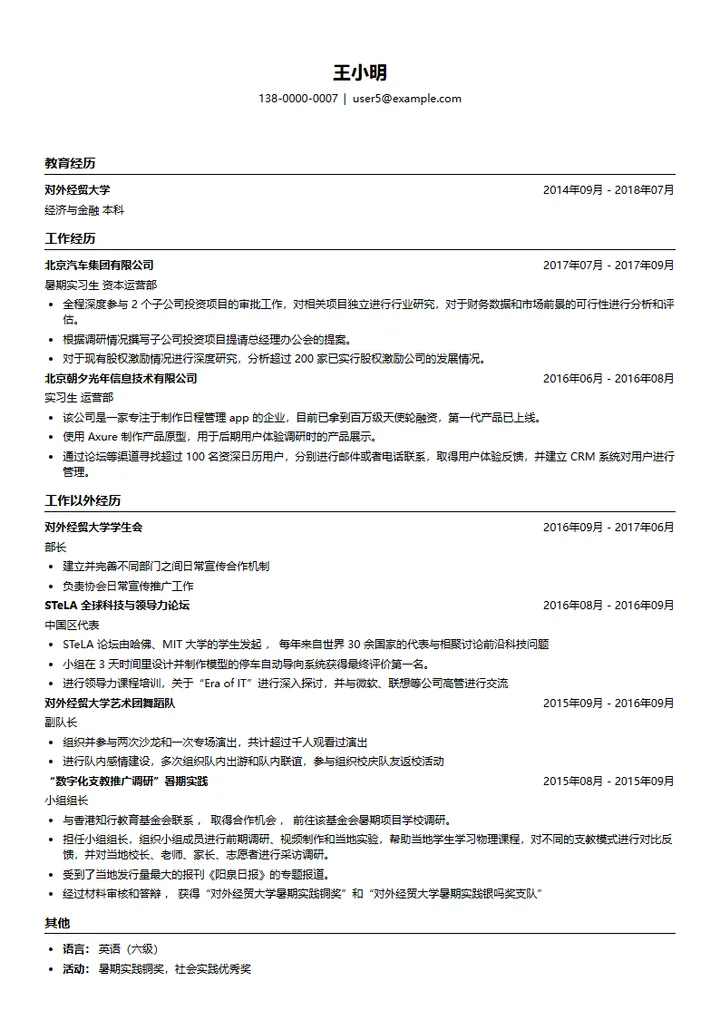 王小明
138-0000-0007 | user5@example.com
教育经历
对外经贸大学 2014年09月 - 2018年07月
经济与金融 本科
工作经历
北京汽车集团有限公司 2017年07月 - 2017年09月
暑期实习生 资本运营部
• 全程深度参与 2 个子公司投资项目的审批工作，对相关项目独立进行行业研究，对于财务数据和市场前景的可行性进行分析和评
估。
• 根据调研情况撰写子公司投资项目提请总经理办公会的提案。
• 对于现有股权激励情况进行深度研究，分析超过 200 家已实行股权激励公司的发展情况。
北京朝夕光年信息技术有限公司 2016年06月 - 2016年08月
实习生 运营部
• 该公司是一家专注于制作日程管理 app 的企业，目前已拿到百万级天使轮融资，第一代产品已上线。
• 使用 Axure 制作产品原型，用于后期用户体验调研时的产品展示。
• 通过论坛等渠道寻找超过 100 名资深日历用户，分别进行邮件或者电话联系，取得用户体验反馈，并建立 CRM 系统对用户进行
管理。
工作以外经历
对外经贸大学学生会 2016年09月 - 2017年06月
部长
• 建立并完善不同部门之间日常宣传合作机制
• 负责协会日常宣传推广工作
STeLA 全球科技与领导力论坛 2016年08月 - 2016年09月
中国区代表
• STeLA 论坛由哈佛、MIT 大学的学生发起 ， 每年来自世界 30 余国家的代表与相聚讨论前沿科技问题
• 小组在 3 天时间里设计并制作模型的停车自动导向系统获得最终评价第一名。
• 进行领导力课程培训，关于“Era of IT”进行深入探讨，并与微软、联想等公司高管进行交流
对外经贸大学艺术团舞蹈队 2015年09月 - 2016年09月
副队长
• 组织并参与两次沙龙和一次专场演出，共计超过千人观看过演出
• 进行队内感情建设，多次组织队内出游和队内联谊，参与组织校庆队友返校活动
“数字化支教推广调研”暑期实践 2015年08月 - 2015年09月
小组组长
• 与香港知行教育基金会联系 ， 取得合作机会 ， 前往该基金会暑期项目学校调研。
• 担任小组组长，组织小组成员进行前期调研、视频制作和当地实验，帮助当地学生学习物理课程，对不同的支教模式进行对比反
馈，并对当地校长、老师、家长、志愿者进行采访调研。
• 受到了当地发行量最大的报刊《阳泉日报》的专题报道。
• 经过材料审核和答辩 ， 获得“对外经贸大学暑期实践铜奖”和“对外经贸大学暑期实践银吗奖支队”
其他
• 语言： 英语（六级）
• 活动： 暑期实践铜奖，社会实践优秀奖